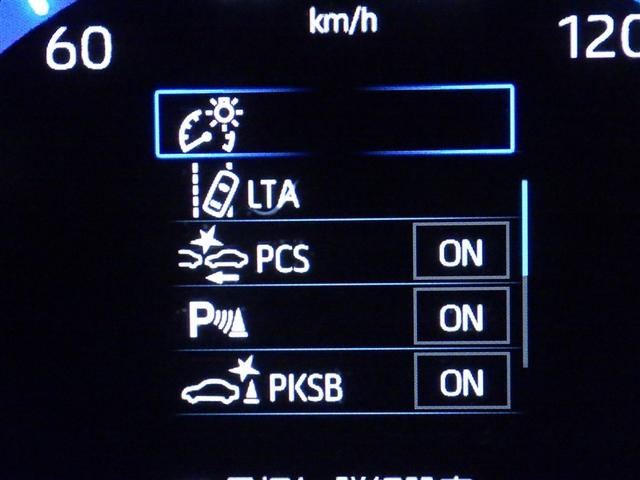 km/h
60
120
LTA
PCS ON
P ON
PKSB ON